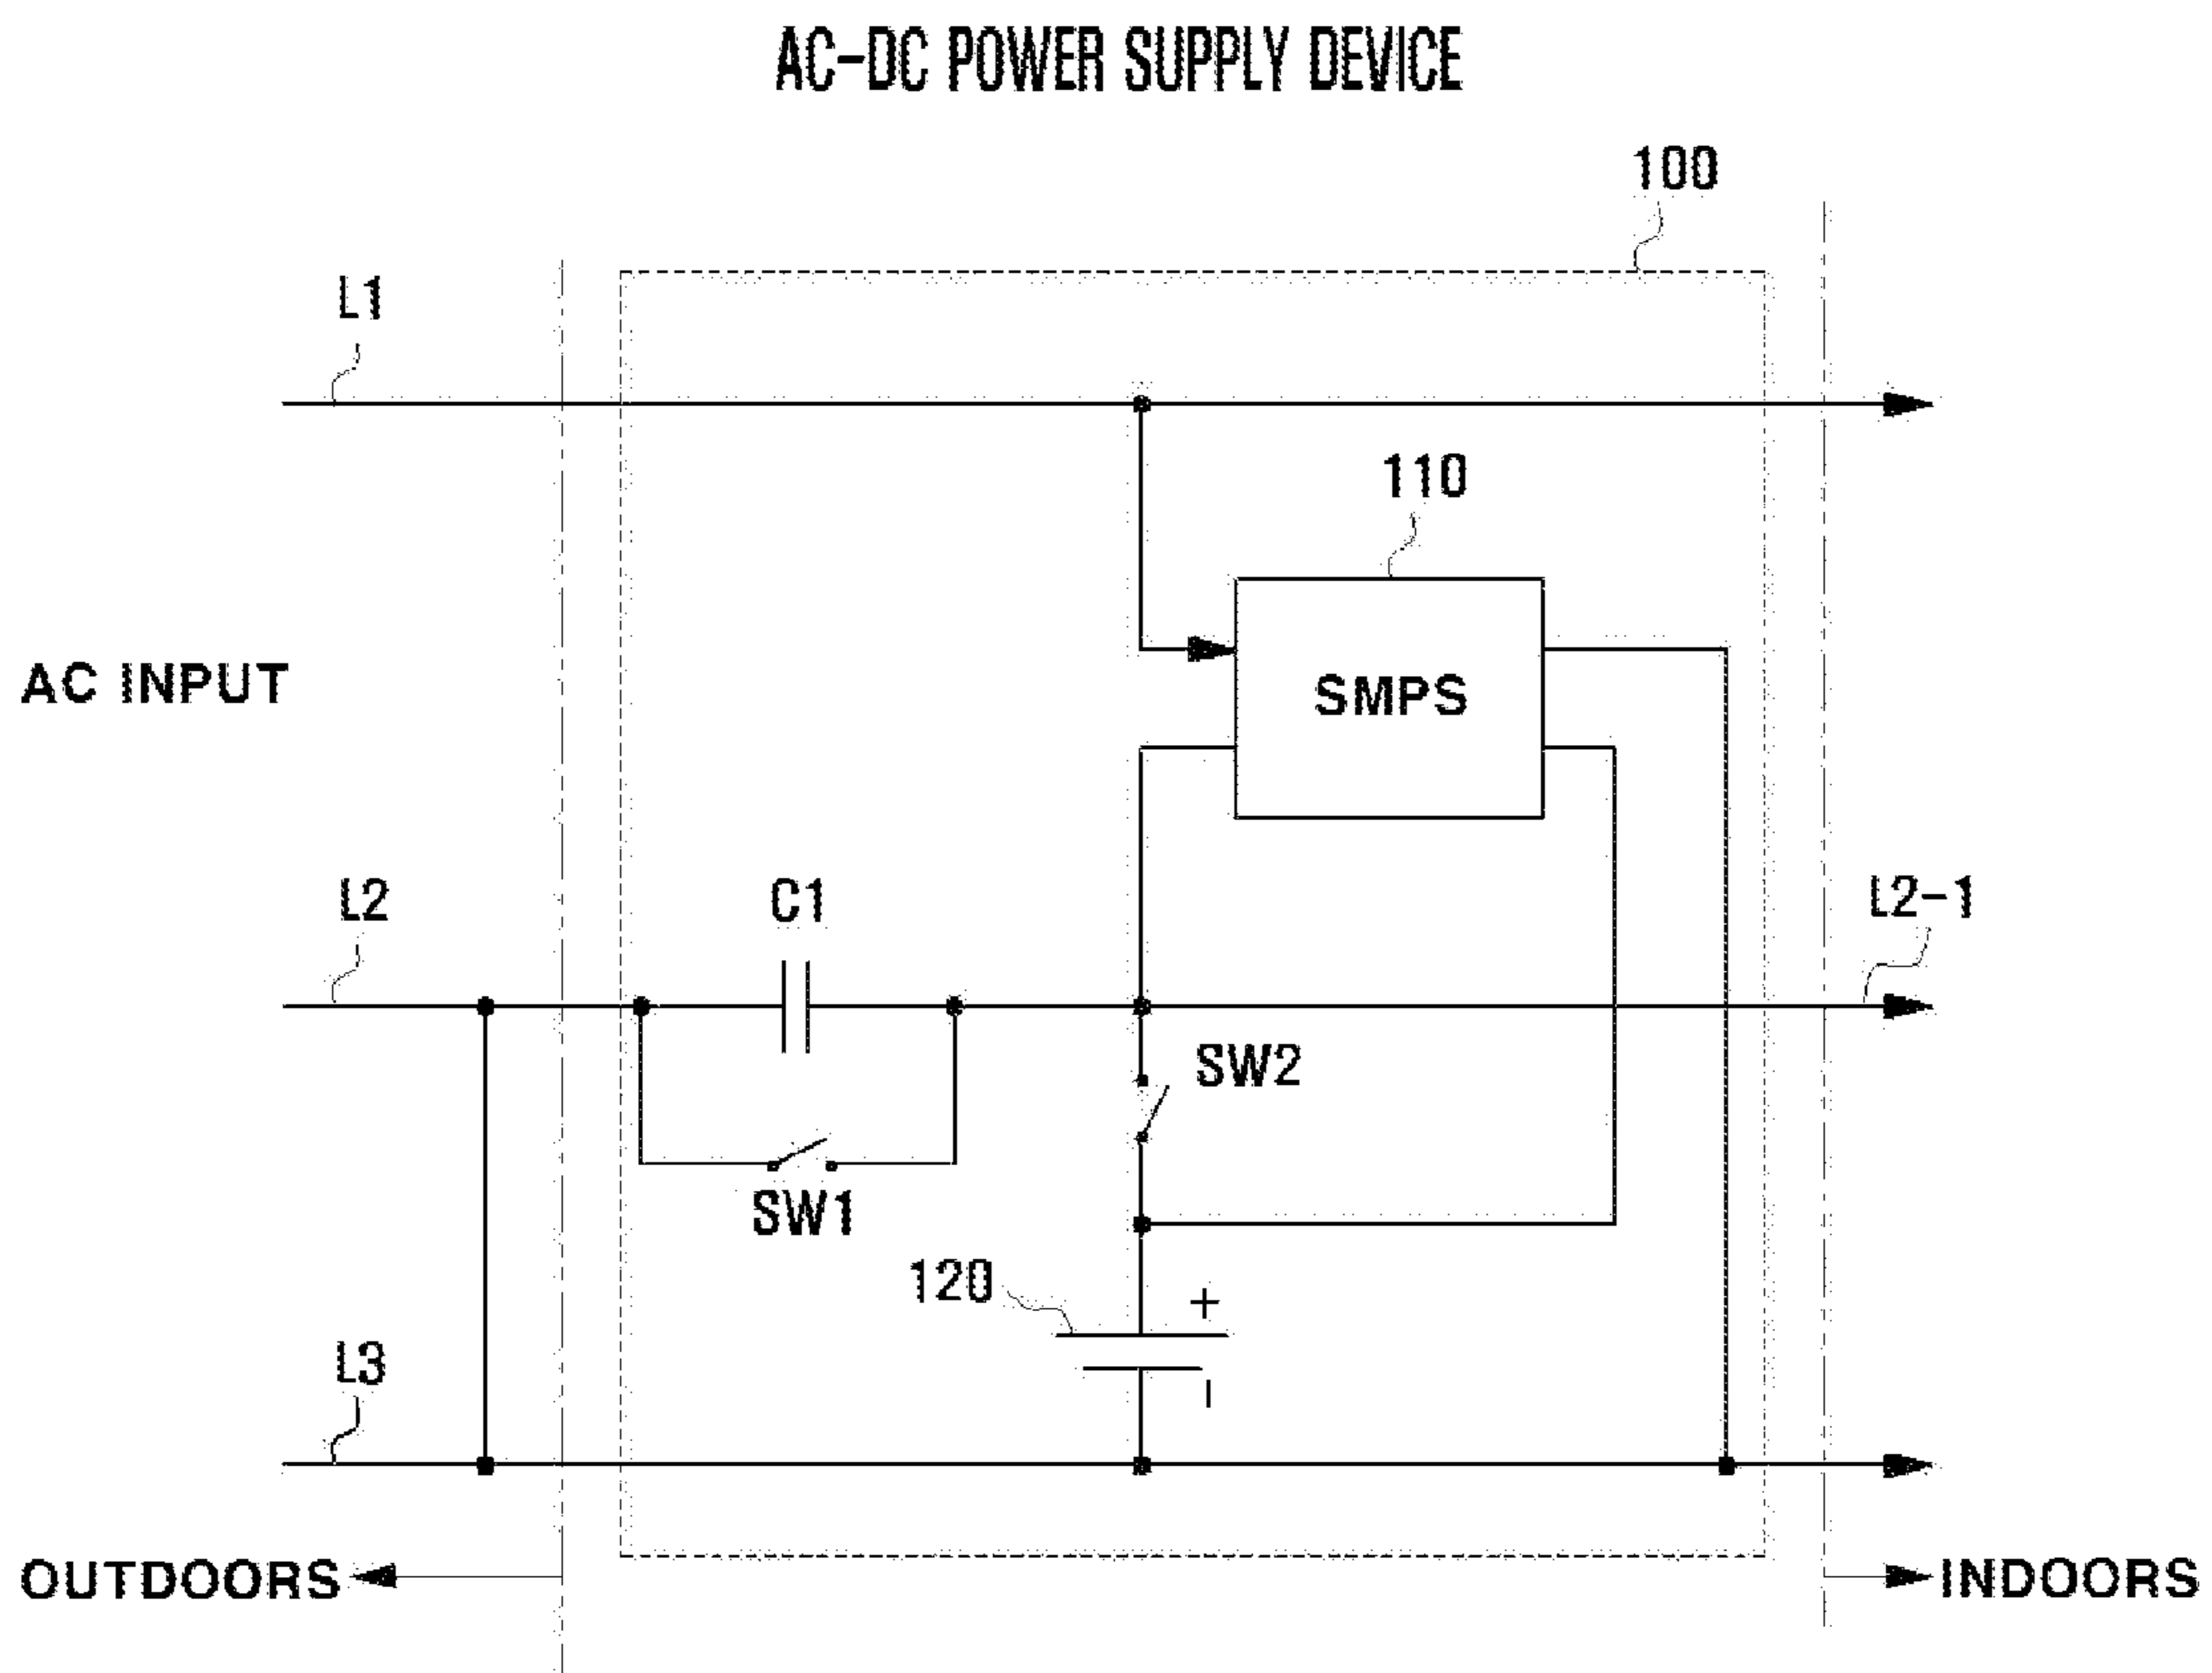 AC-DC POWER SUPPLY DEVICE
100
L1
110
AC INPUT
SMPS
L2
C1
L2-1
SW2
SW1
120
+
-
L3
OUTDOORS
INDOORS